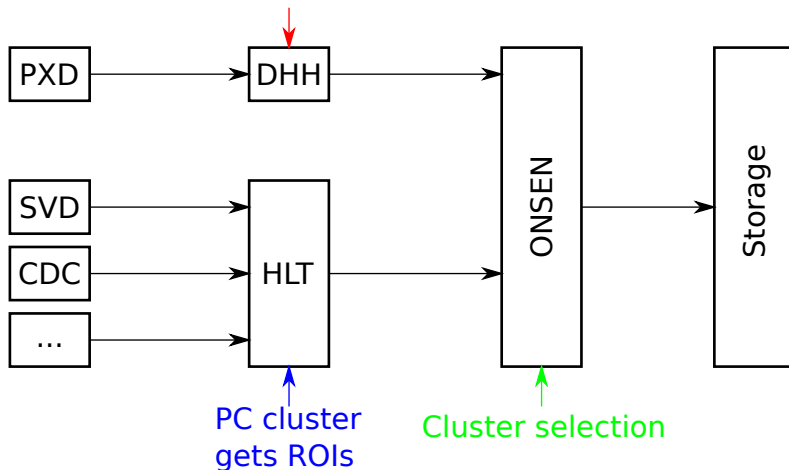 PXD
DHH
SVD
CDC
...
HLT
ONSEN
Storage
PC cluster
gets ROIs
Cluster selection